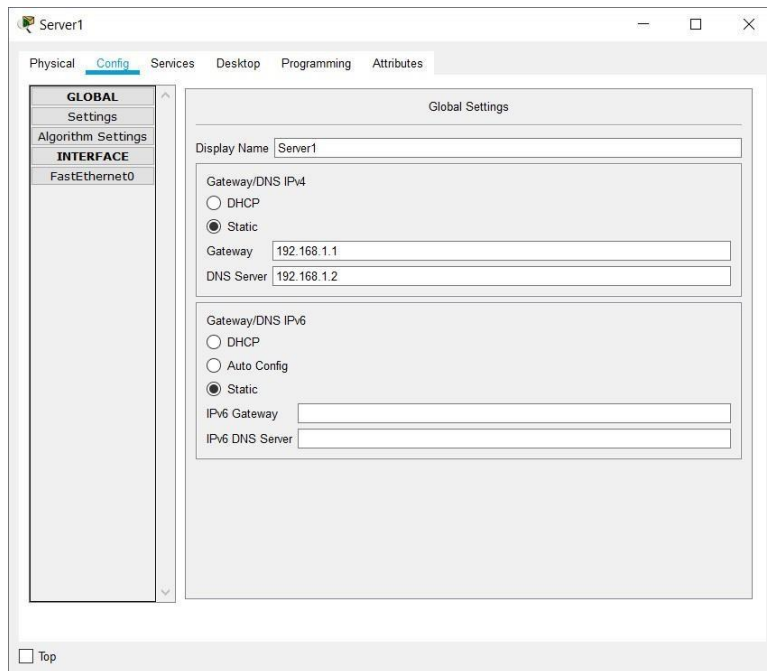 Server1
Physical Config Services Desktop Programming Attributes
GLOBAL
Settings
Algorithm Settings
INTERFACE
FastEthernet0
Global Settings
Display Name Server1
Gateway/DNS IPv4
DHCP
Static
Gateway 192.168.1.1
DNS Server 192.168.1.2
Gateway/DNS IPv6
DHCP
Auto Config
Static
IPv6 Gateway
IPv6 DNS Server
Top